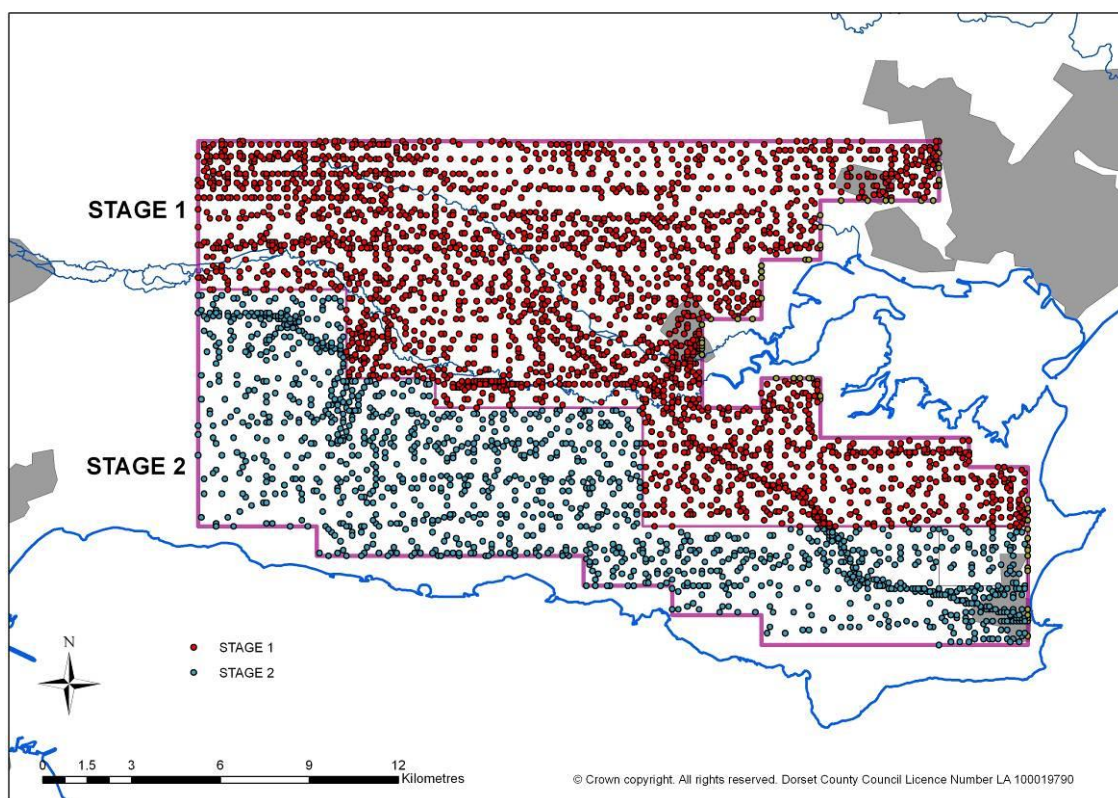 STAGE 1
STAGE 2
N
STAGE 1
STAGE 2
0 1.5 3 6 9 12
Kilometres
© Crown copyright. All rights reserved. Dorset County Council Licence Number LA 100019790